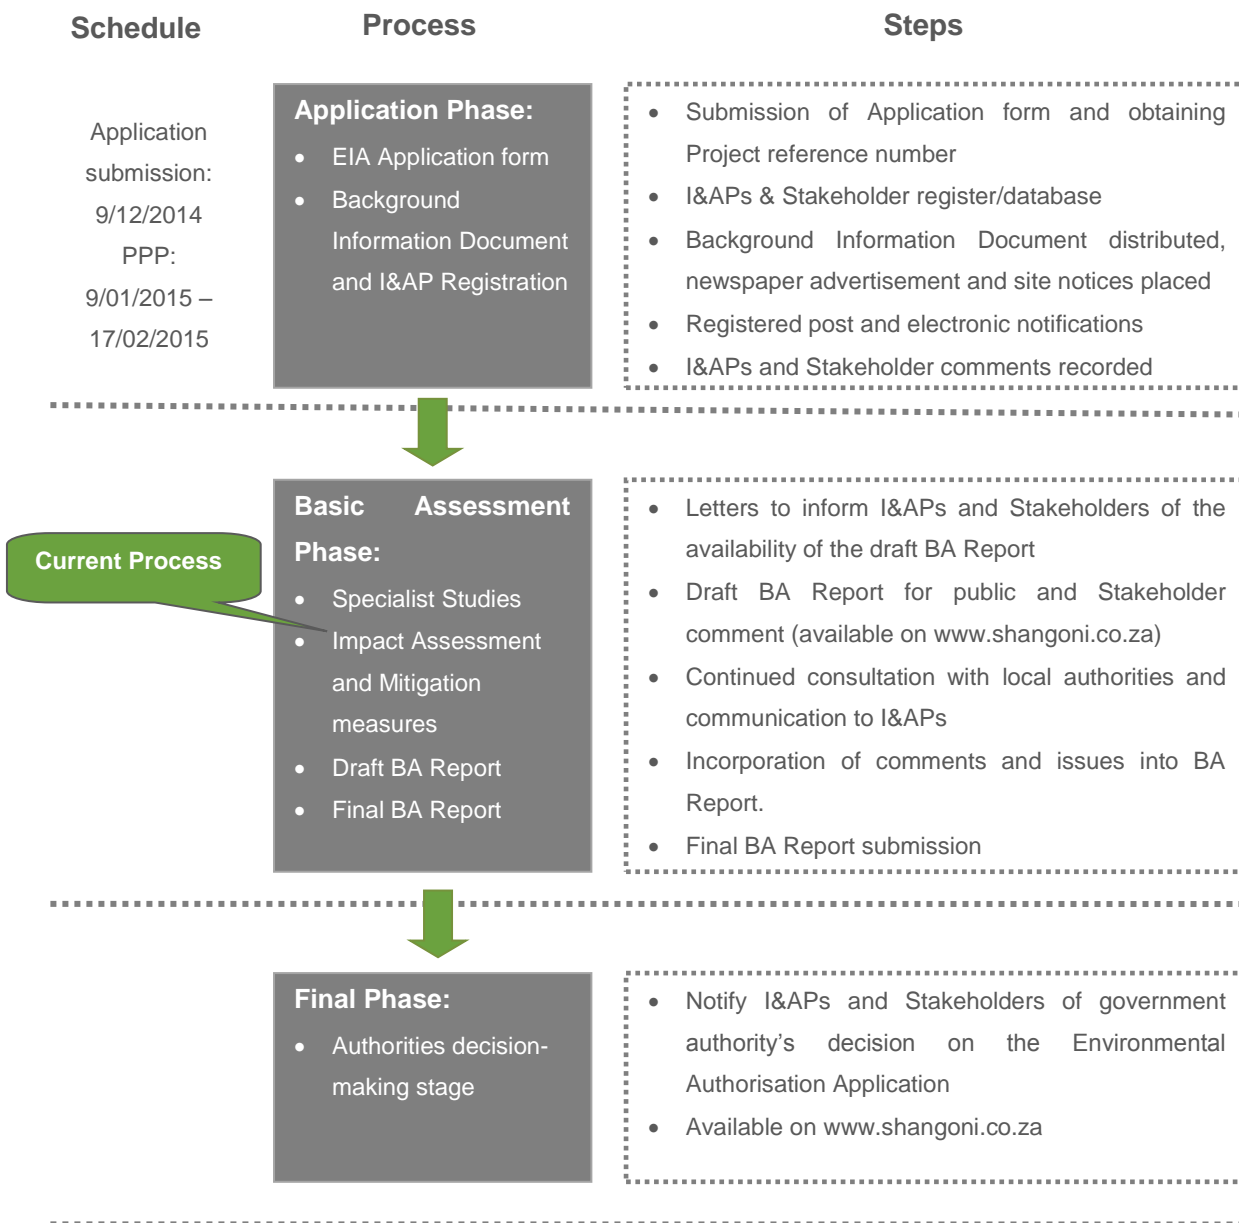 Schedule
Process
Steps
Application
submission:
9/12/2014
PPP:
9/01/2015 –
17/02/2015
Application Phase:
• EIA Application form
• Background
Information Document
and I&AP Registration
• Submission of Application form and obtaining
Project reference number
• I&APs & Stakeholder register/database
• Background Information Document distributed,
newspaper advertisement and site notices placed
• Registered post and electronic notifications
• I&APs and Stakeholder comments recorded
Current Process
Basic Assessment
Phase:
• Specialist Studies
• Impact Assessment
and Mitigation
measures
• Draft BA Report
• Final BA Report
• Letters to inform I&APs and Stakeholders of the
availability of the draft BA Report
• Draft BA Report for public and Stakeholder
comment (available on www.shangoni.co.za)
• Continued consultation with local authorities and
communication to I&APs
• Incorporation of comments and issues into BA
Report.
• Final BA Report submission
Final Phase:
• Authorities decision-
making stage
• Notify I&APs and Stakeholders of government
authority’s decision on the Environmental
Authorisation Application
• Available on www.shangoni.co.za